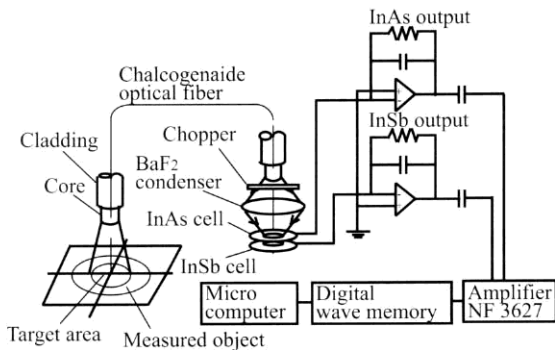 InAs output
Chalcogenaide
optical fiber
InSb output
Chopper
Cladding
BaF2
condenser
Core
InAs cell
InSb cell
Micro
computer
Digital
wave memory
Amplifier
NF 3627
Target area
Measured object